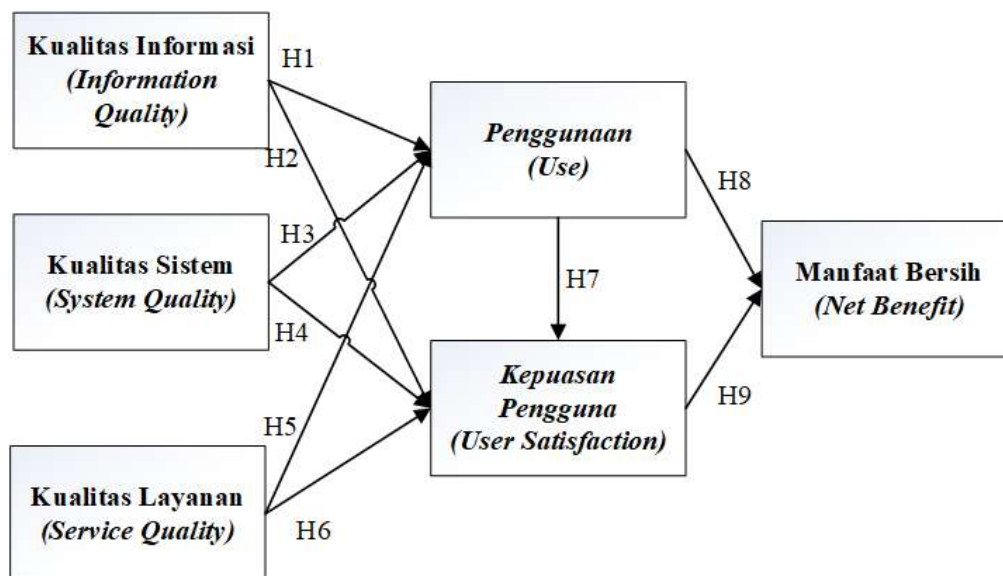 Kualitas Informasi
(Information
Quality)
H1
H2
Penggunaan
(Use)
H8
Kualitas Sistem
(System Quality)
H3
H4
H7
Manfaat Bersih
(Net Benefit)
Kepuasan
Pengguna
(User Satisfaction)
H9
H5
Kualitas Layanan
(Service Quality)
H6